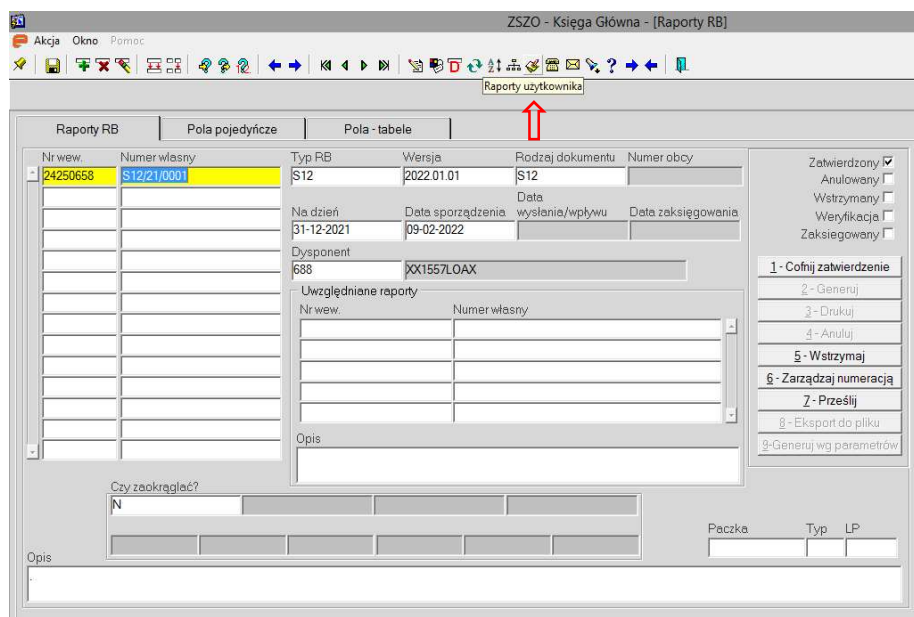 ZSZO - Księga Główna - [Raporty RB]
Akcja Okno Pomoc
Raporty użytkownika
Raporty RB Pola pojedyńcze Pola - tabele
Nr wew. Numer wlasny Typ RB Wersja Rodzaj dokumentu Numer obcy
24250658 S12/21/0001 S12 2022.01.01 S12
Zatwierdzony
Anulowany
Wstrzymany
Weryfikacja
Zaksiegowany
Na dzień Data sporządzenia Data wysłania/wpływu Data zaksięgowania
31-12-2021 09-02-2022
Dysponent
688 XX1557LOAX
Uwzględniane raporty
Nr wew. Numer własny
Opis
1 - Cofnij zatwierdzenie
2 - Generuj
3 - Drukuj
4 - Anuluj
5 - Wstrzymaj
6 - Zarządzaj numeracją
7 - Prześlij
8 - Eksport do pliku
9-Generuj wg parametrów
Czy zaokrąglać?
N
Paczka Typ LP
Opis
.